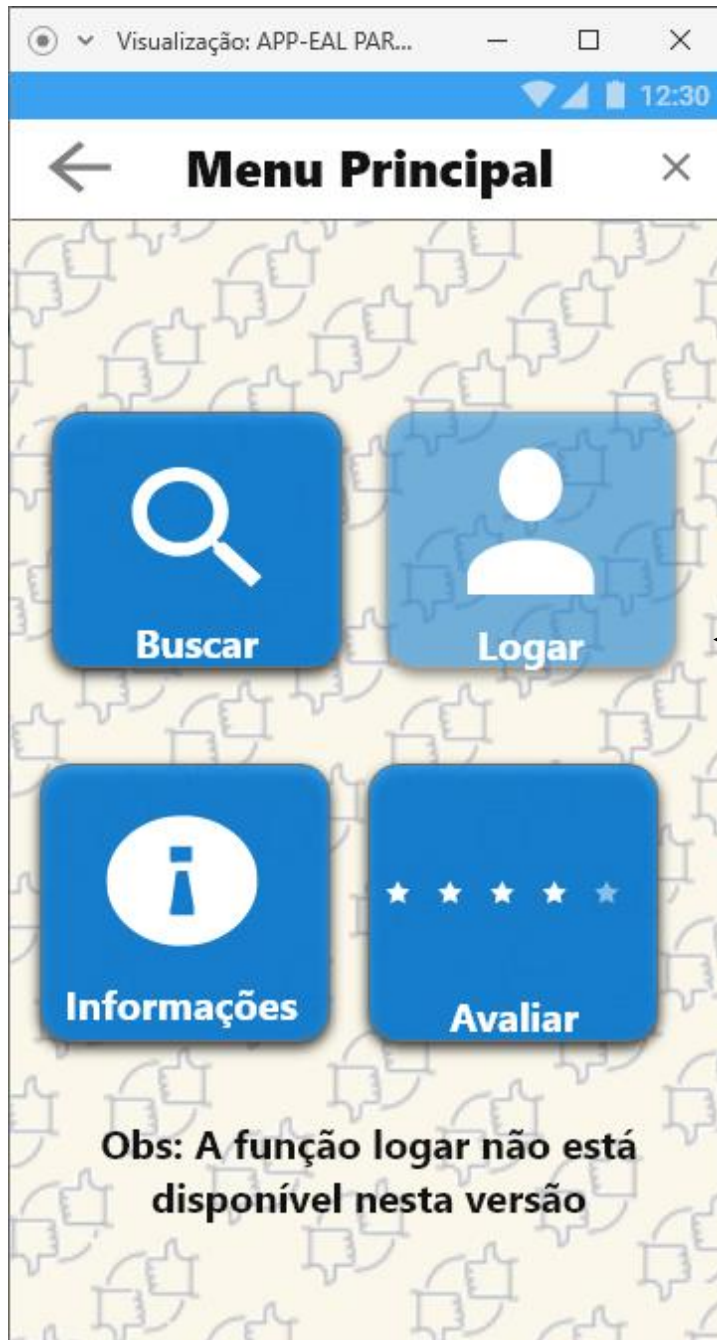 Visualização: APP-EAL PAR...
12:30
Menu Principal
Buscar
Logar
Informações
Avaliar
Obs: A função logar não está
disponível nesta versão